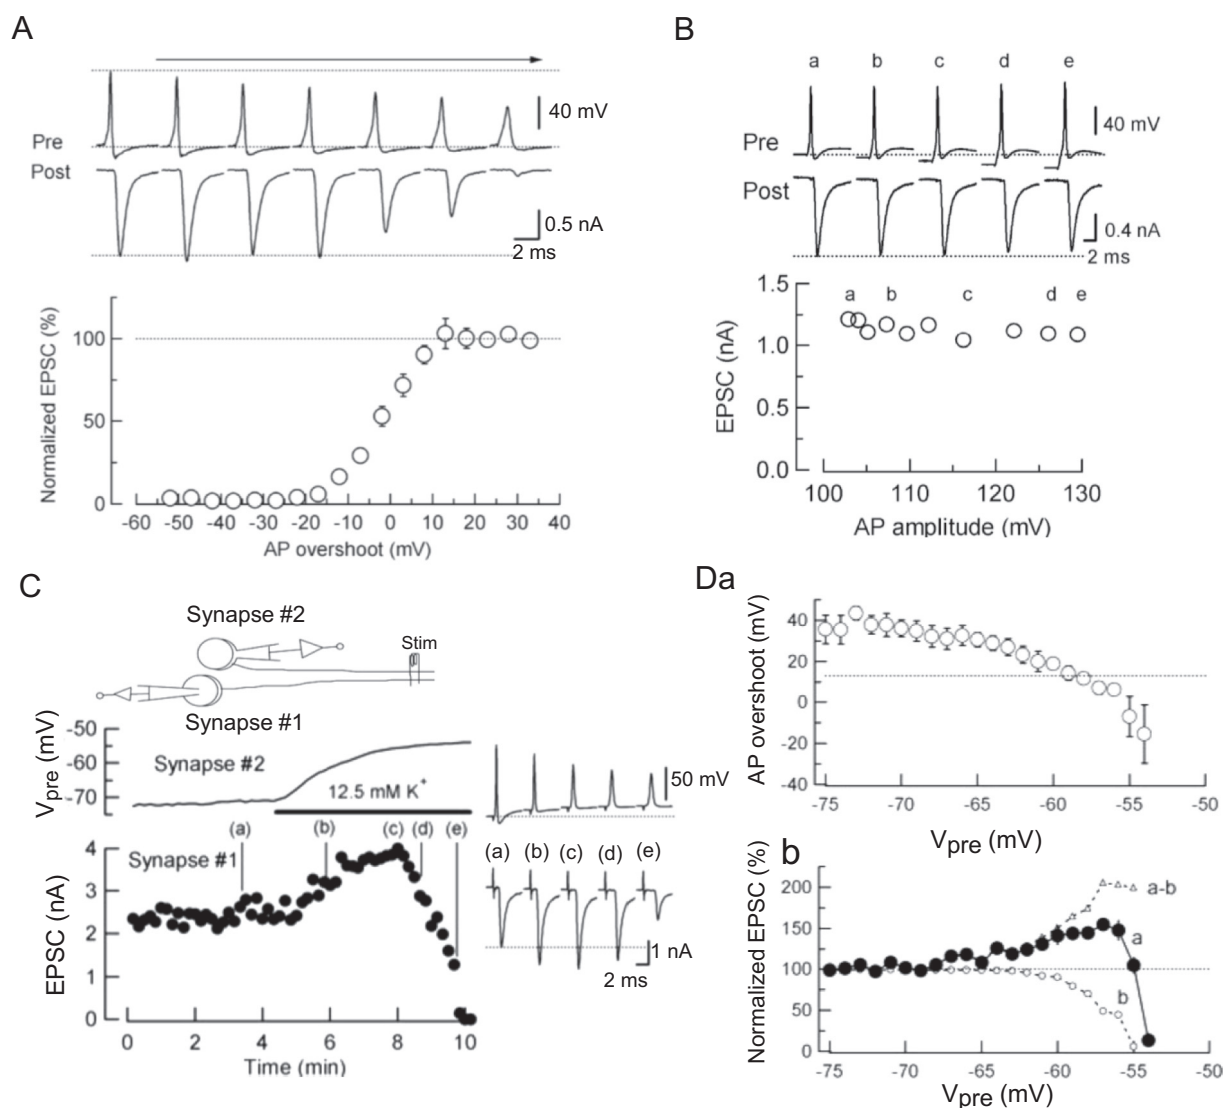 A
40 mV
Pre
Post
0.5 nA
2 ms
Normalized EPSC (%)
100
50
0
-60 -50 -40 -30 -20 -10 0 10 20 30 40
AP overshoot (mV)
B
a b c d e
40 mV
Pre
Post
0.4 nA
2 ms
EPSC (nA)
1.5
1.0
0.5
0.0
a b c d e
100 110 120 130
AP amplitude (mV)
C
Synapse #2
Stim
Synapse #1
Vpre (mV)
-50
-60
-70
Synapse #2
12.5 mM K+
50 mV
(a) (b) (c) (d) (e)
Synapse #1
EPSC (nA)
4
3
2
1
0
0 2 4 6 8 10
Time (min)
(a) (b) (c) (d) (e)
1 nA
2 ms
Da
AP overshoot (mV)
40
20
0
-20
-40
-75 -70 -65 -60 -55 -50
Vpre (mV)
b
Normalized EPSC (%)
200
150
100
50
0
a-b
a
b
-75 -70 -65 -60 -55 -50
Vpre (mV)